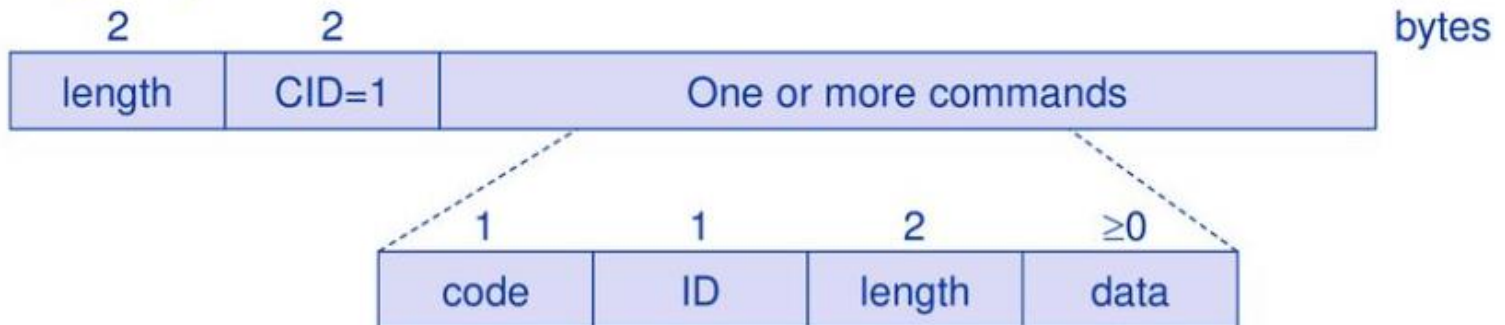 2 2 bytes
length CID=1 One or more commands
1 1 2 ≥0
code ID length data